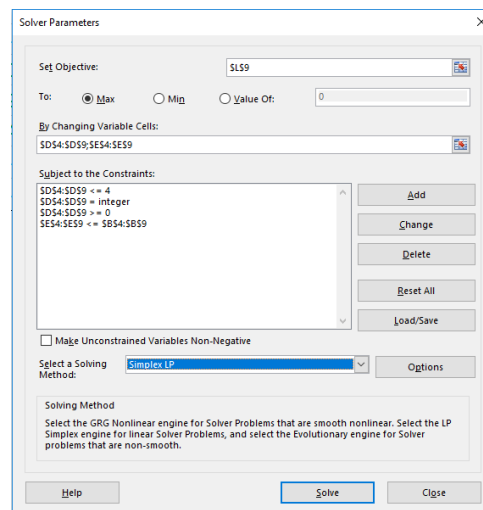 Solver Parameters
Set Objective:
$L$9
To:
Max
Min
Value Of:
0
By Changing Variable Cells:
$D$4:$D$9;$E$4:$E$9
Subject to the Constraints:
$D$4:$D$9 <= 4
$D$4:$D$9 = integer
$D$4:$D$9 >= 0
$E$4:$E$9 <= $B$4:$B$9
Add
Change
Delete
Reset All
Load/Save
Make Unconstrained Variables Non-Negative
Select a Solving
Method:
Simplex LP
Options
Solving Method
Select the GRG Nonlinear engine for Solver Problems that are smooth nonlinear. Select the LP
Simplex engine for linear Solver Problems, and select the Evolutionary engine for Solver
problems that are non-smooth.
Help
Solve
Close